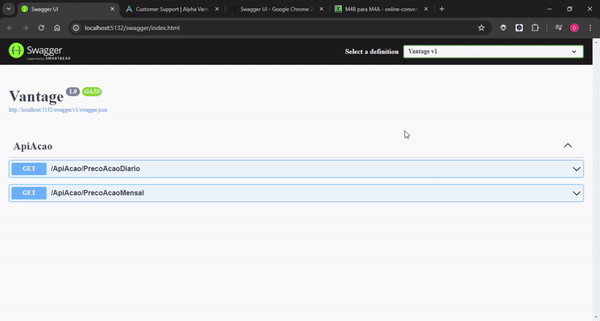 Swagger UI
Customer Support | Alpha Vant
Swagger UI - Google Chrome 2
M4B para M4A - online-conver
localhost:5132/swagger/index.html
Swagger
Supported by SMARTBEAR
Select a definition
Vantage v1
Vantage 1.0 OAS3
http://localhost:5132/swagger/v1/swagger.json
ApiAcao
GET /ApiAcao/PrecoAcaoDiario
GET /ApiAcao/PrecoAcaoMensal